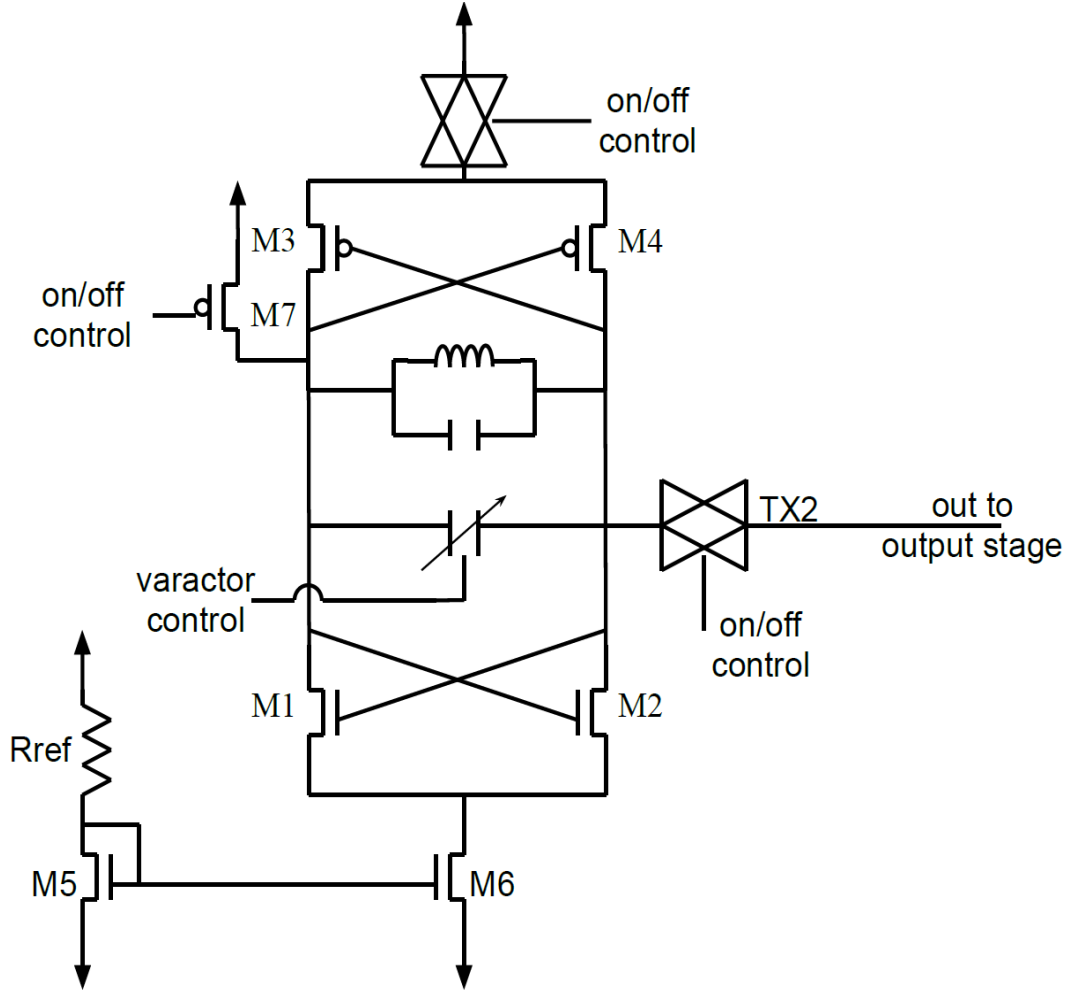 on/off
control
M3
M4
on/off
control
M7
TX2
out to
output stage
varactor
control
on/off
control
M1
M2
Rref
M5
M6